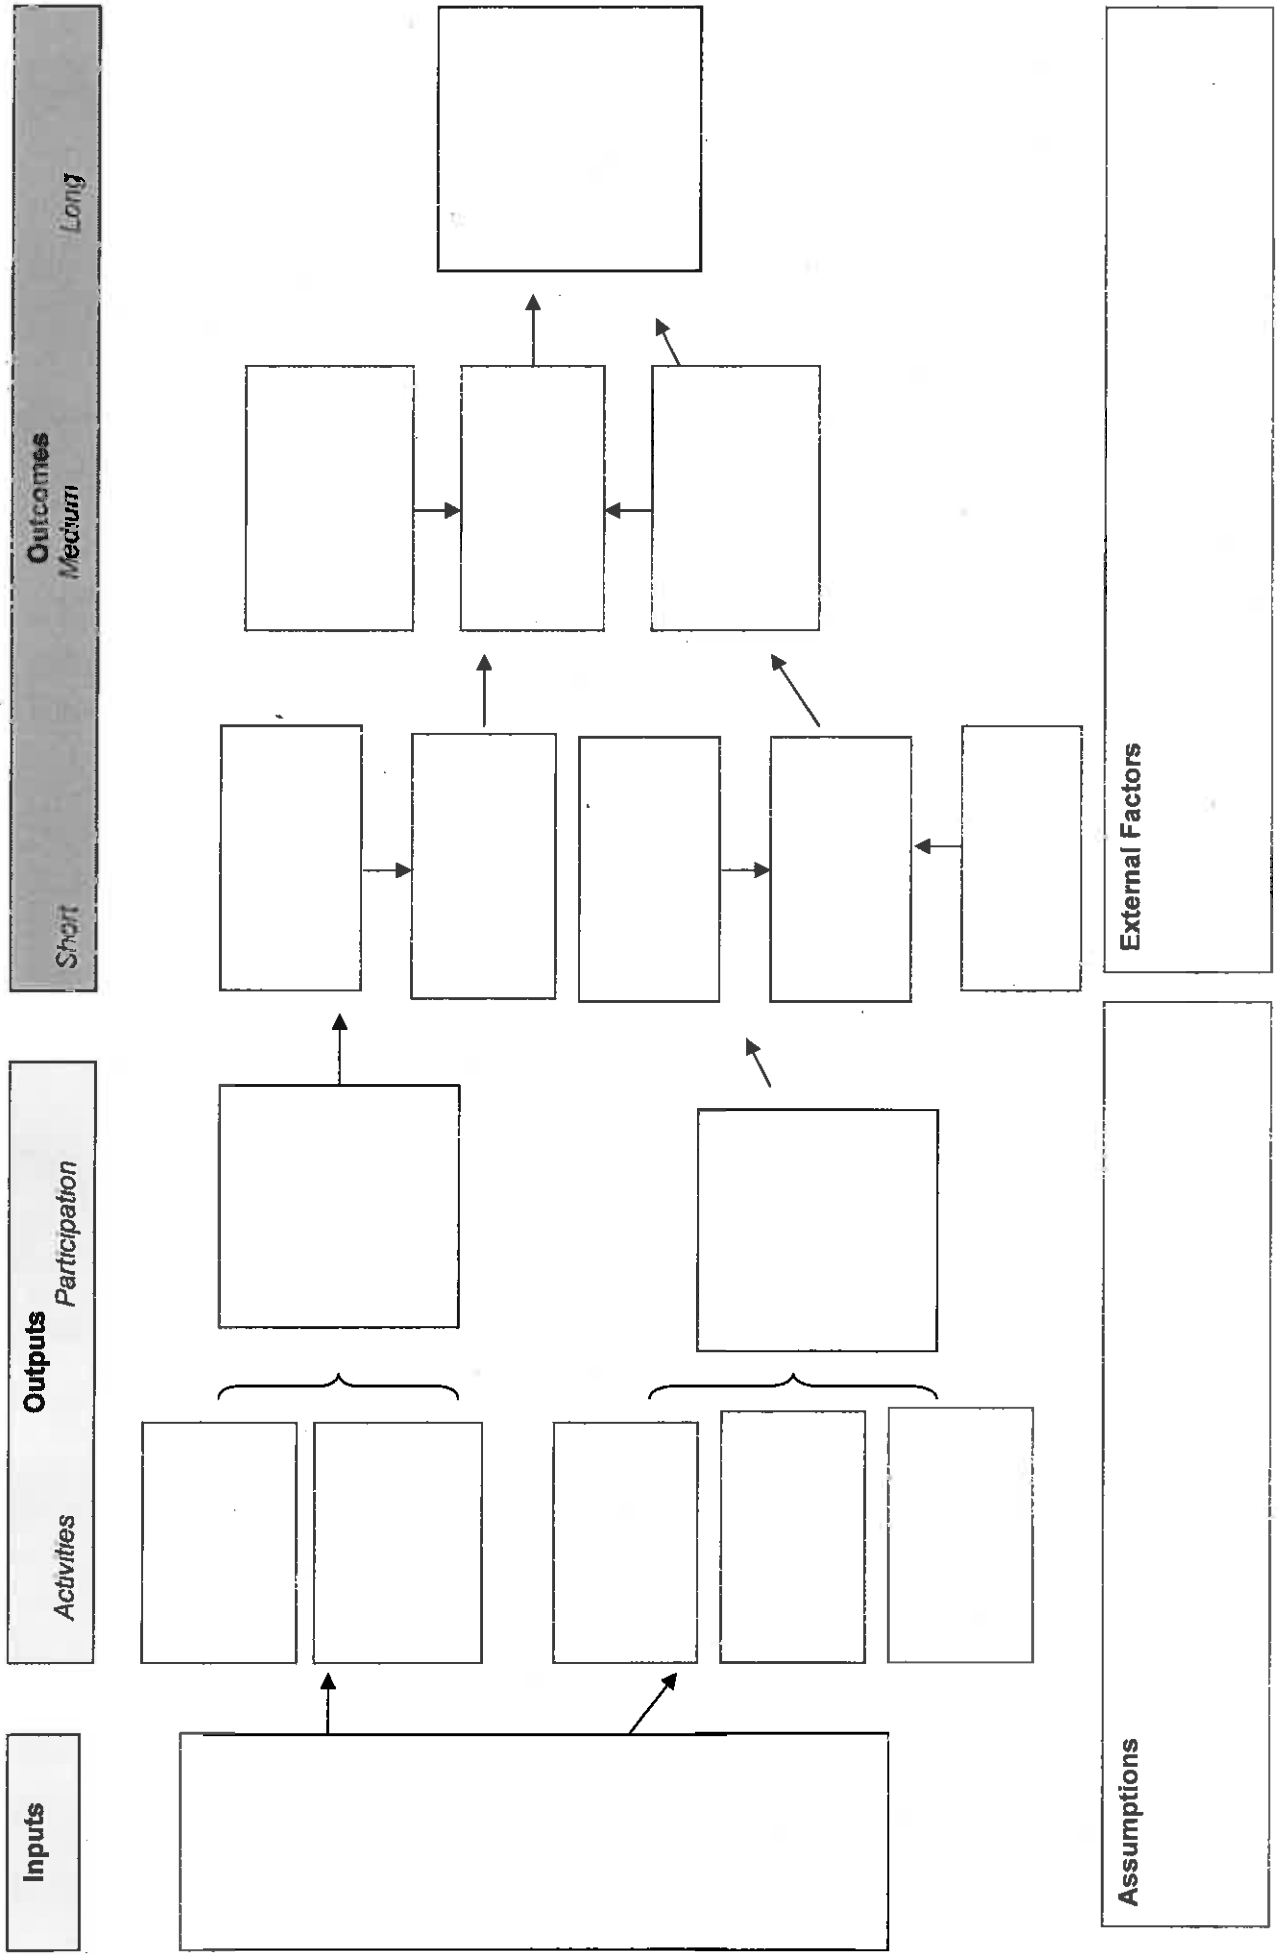 Inputs
Outputs
Activities Participation
Outcomes
Short Medium Long
Assumptions
External Factors